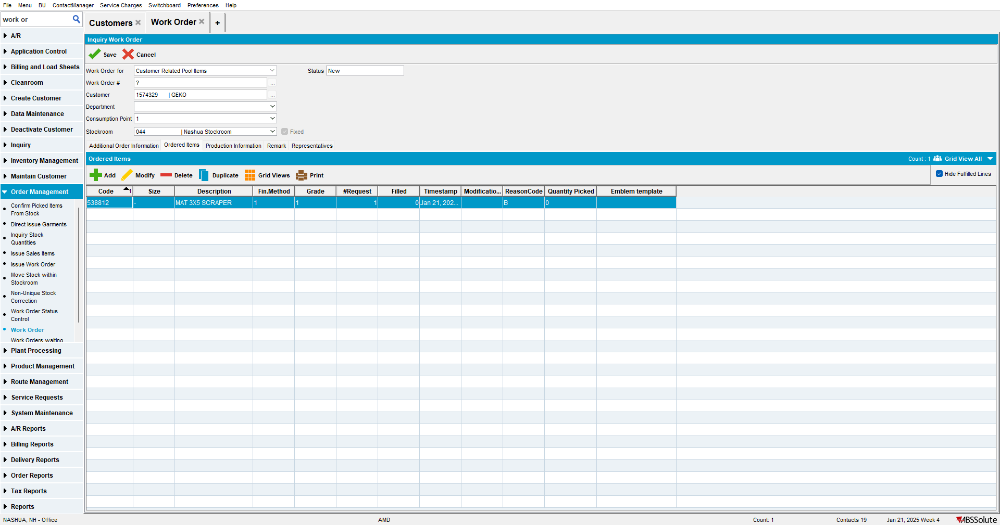 File Menu BU ContactManager Service Charges Switchboard Preferences Help
work or
Customers Work Order +
A/R
Application Control
Billing and Load Sheets
Cleanroom
Create Customer
Data Maintenance
Deactivate Customer
Inquiry
Inventory Management
Maintain Customer
Order Management
Confirm Picked Items
From Stock
Direct Issue Garments
Inquiry Stock
Quantities
Issue Sales Items
Issue Work Order
Move Stock within
Stockroom
Non-Unique Stock
Correction
Work Order Status
Control
Work Order
Work Orders waiting
Plant Processing
Product Management
Route Management
Service Requests
System Maintenance
A/R Reports
Billing Reports
Delivery Reports
Order Reports
Tax Reports
Reports
Inquiry Work Order
Save Cancel
Work Order for Customer Related Pool Items Status New
Work Order # ? ...
Customer 1574329 | GEKO ...
Department
Consumption Point 1
Stockroom 044 | Nashua Stockroom Fixed
Additional Order Information Ordered Items Production Information Remark Representatives
Ordered Items Count : 1 Grid View All
Add Modify Delete Duplicate Grid Views Print Hide Fulfilled Lines
Code 1 Size Description Fin.Method Grade #Request Filled Timestamp Modificatio... ReasonCode Quantity Picked Emblem template
538812 - MAT 3X5 SCRAPER 1 1 1 0 Jan 21, 202... B 0
NASHUA, NH - Office AMD Count: 1 Contacts 19 Jan 21, 2025 Week 4 ABSSolute